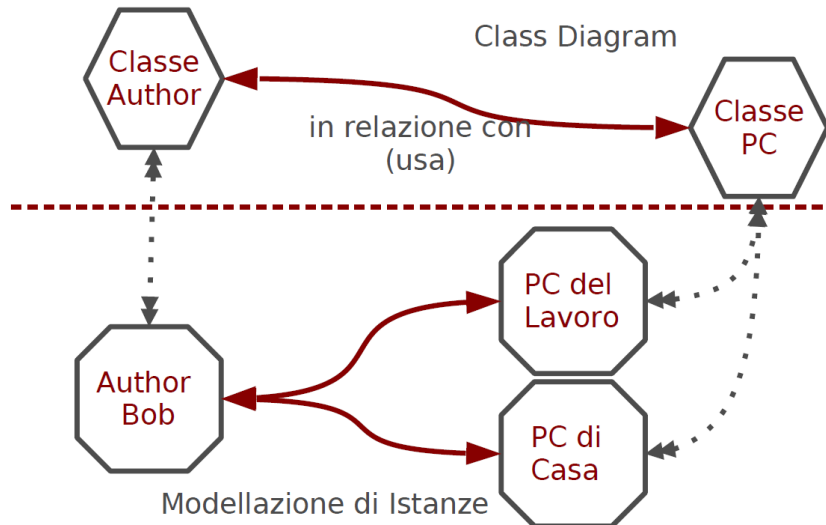 Class Diagram
Classe
Author
Classe
PC
in relazione con
(usa)
PC del
Lavoro
Author
Bob
PC di
Casa
Modellazione di Istanze